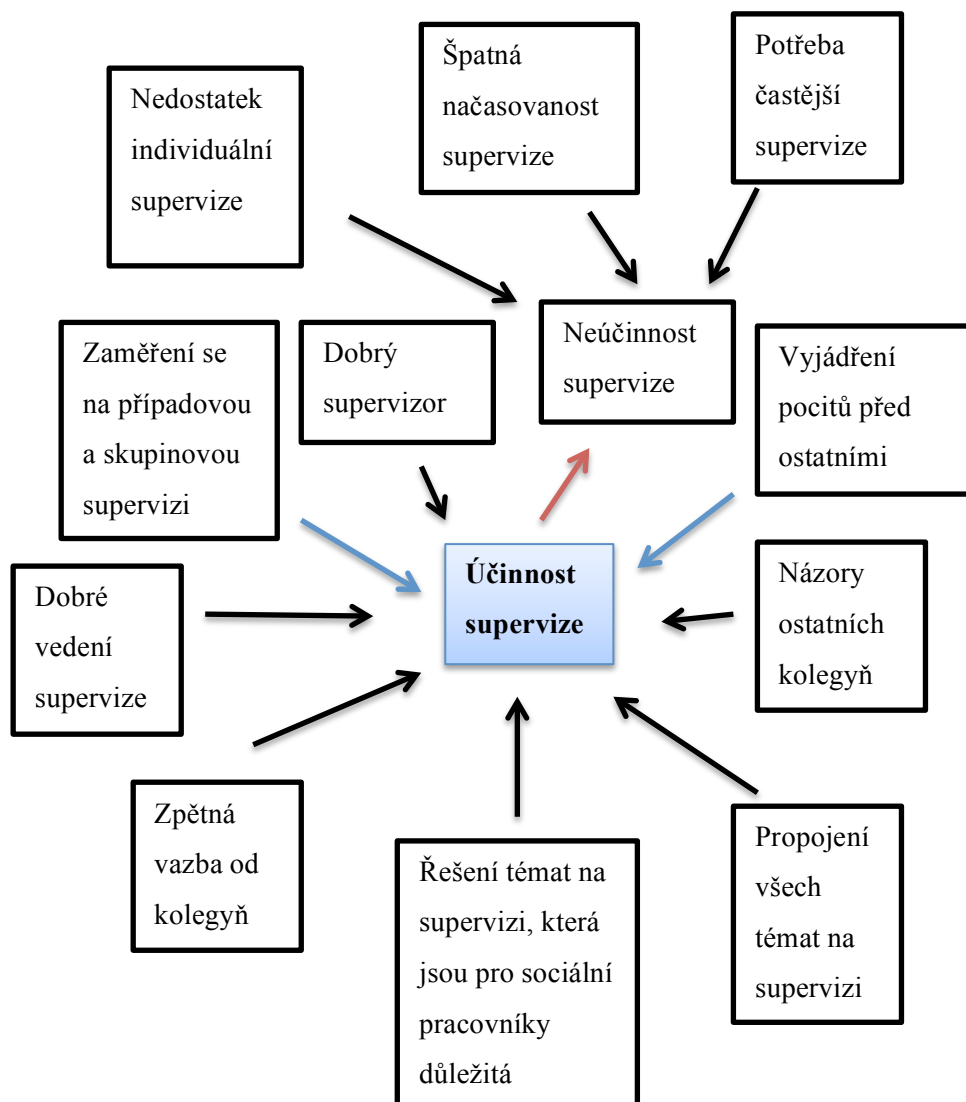 Špatná
načasovanost
supervize
Potřeba
častější
supervize
Nedostatek
individuální
supervize
Zaměření se
na případovou
a skupinovou
supervizi
Dobrý
supervizor
Neúčinnost
supervize
Vyjádření
pocitů před
ostatními
Účinnost
supervize
Dobré
vedení
supervize
Názory
ostatních
kolegyň
Zpětná
vazba od
kolegyň
Řešení témat na
supervizi, která
jsou pro sociální
pracovníky
důležitá
Propojení
všech
témat na
supervizi